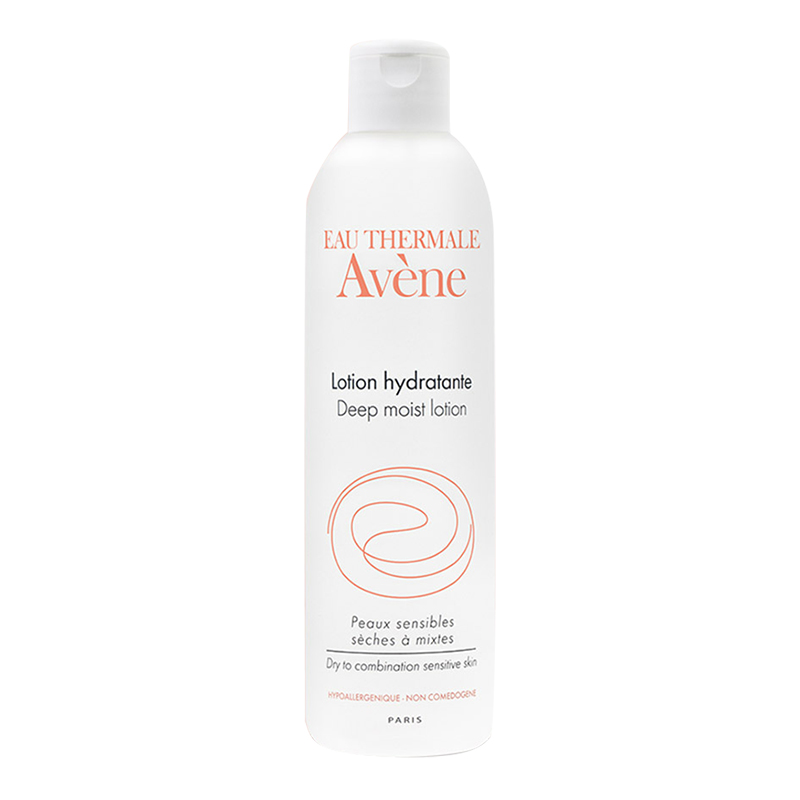 EAU THERMALE
Avène
Lotion hydratante
Deep moist lotion
Peaux sensibles
sèches à mixtes
Dry to combination sensitive skin
HYPOALLERGENIQUE - NON COMEDOGENE
PARIS